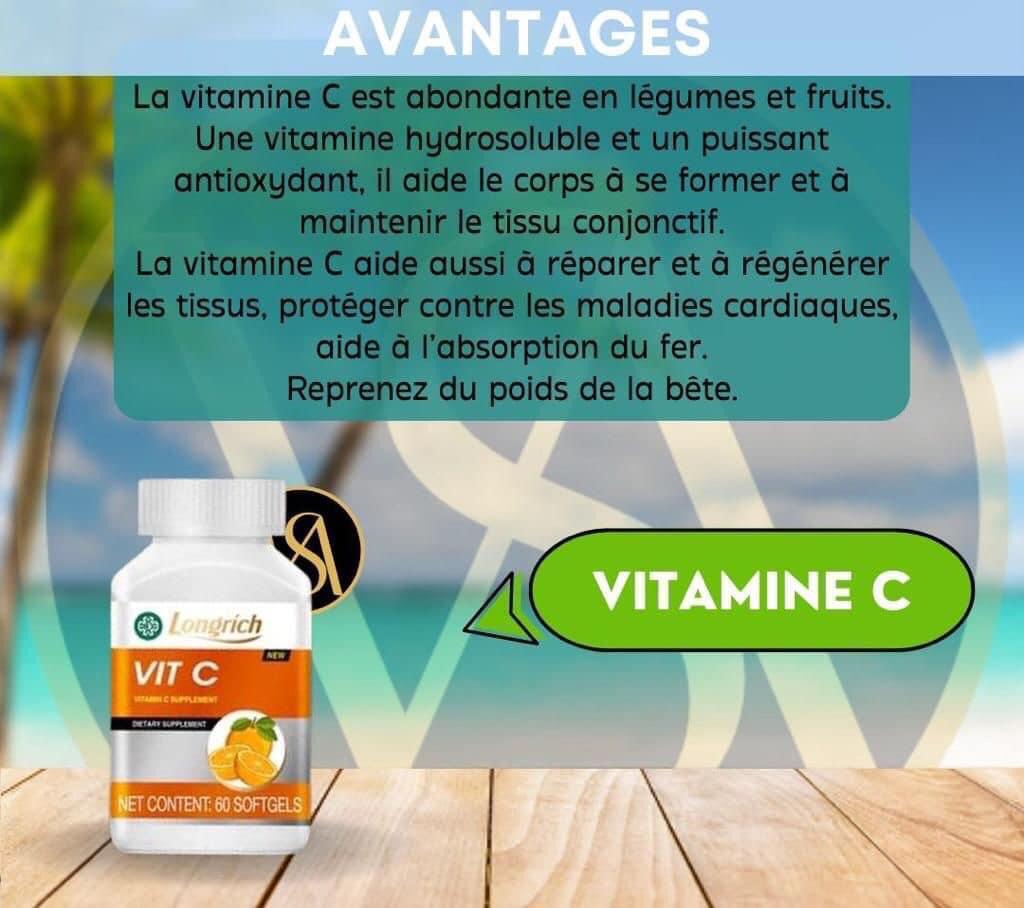 AVANTAGES
La vitamine C est abondante en légumes et fruits.
Une vitamine hydrosoluble et un puissant
antioxydant, il aide le corps à se former et à
maintenir le tissu conjonctif.
La vitamine C aide aussi à réparer et à régénérer
les tissus, protéger contre les maladies cardiaques,
aide à l'absorption du fer.
Reprenez du poids de la bête.
SA
VITAMINE C
Longrich
NEW
VIT C
VITAMIN C SUPPLEMENT
DIETARY SUPPLEMENT
NET CONTENT: 60 SOFTGELS